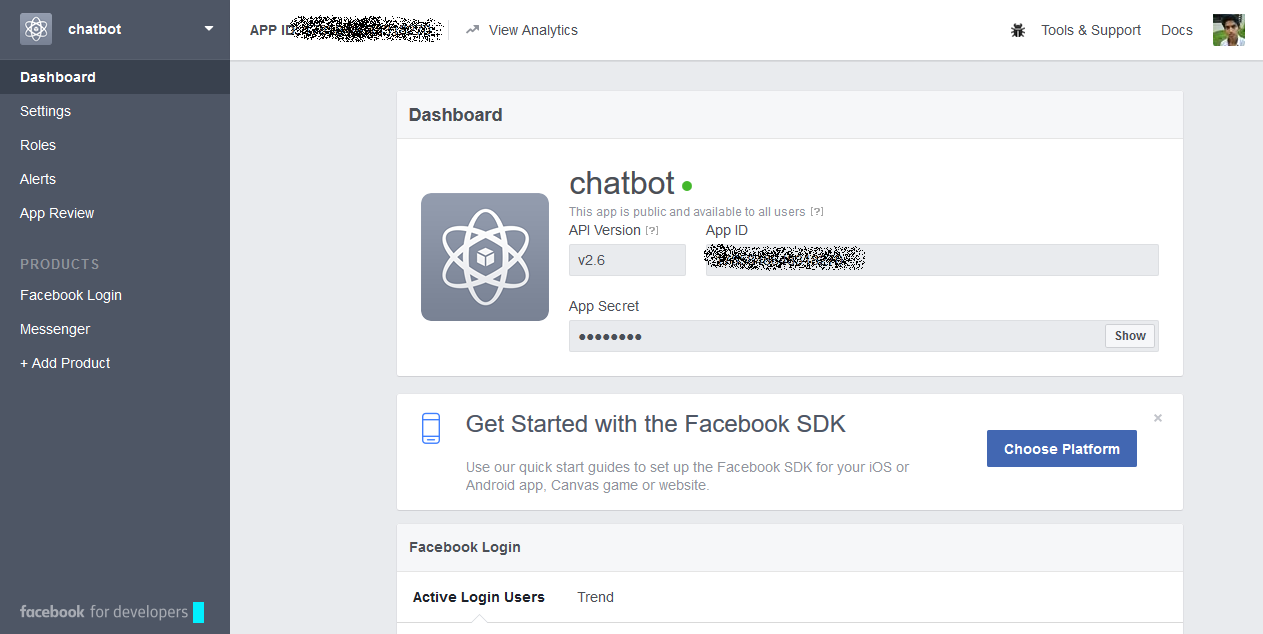 chatbot
Dashboard
Settings
Roles
Alerts
App Review
PRODUCTS
Facebook Login
Messenger
+ Add Product
facebook for developers
APP ID
View Analytics
Tools & Support
Docs
Dashboard
chatbot
This app is public and available to all users [?]
API Version [?]
App ID
v2.6
App Secret
●●●●●●●●
Show
Get Started with the Facebook SDK
Use our quick start guides to set up the Facebook SDK for your iOS or
Android app, Canvas game or website.
Choose Platform
×
Facebook Login
Active Login Users
Trend